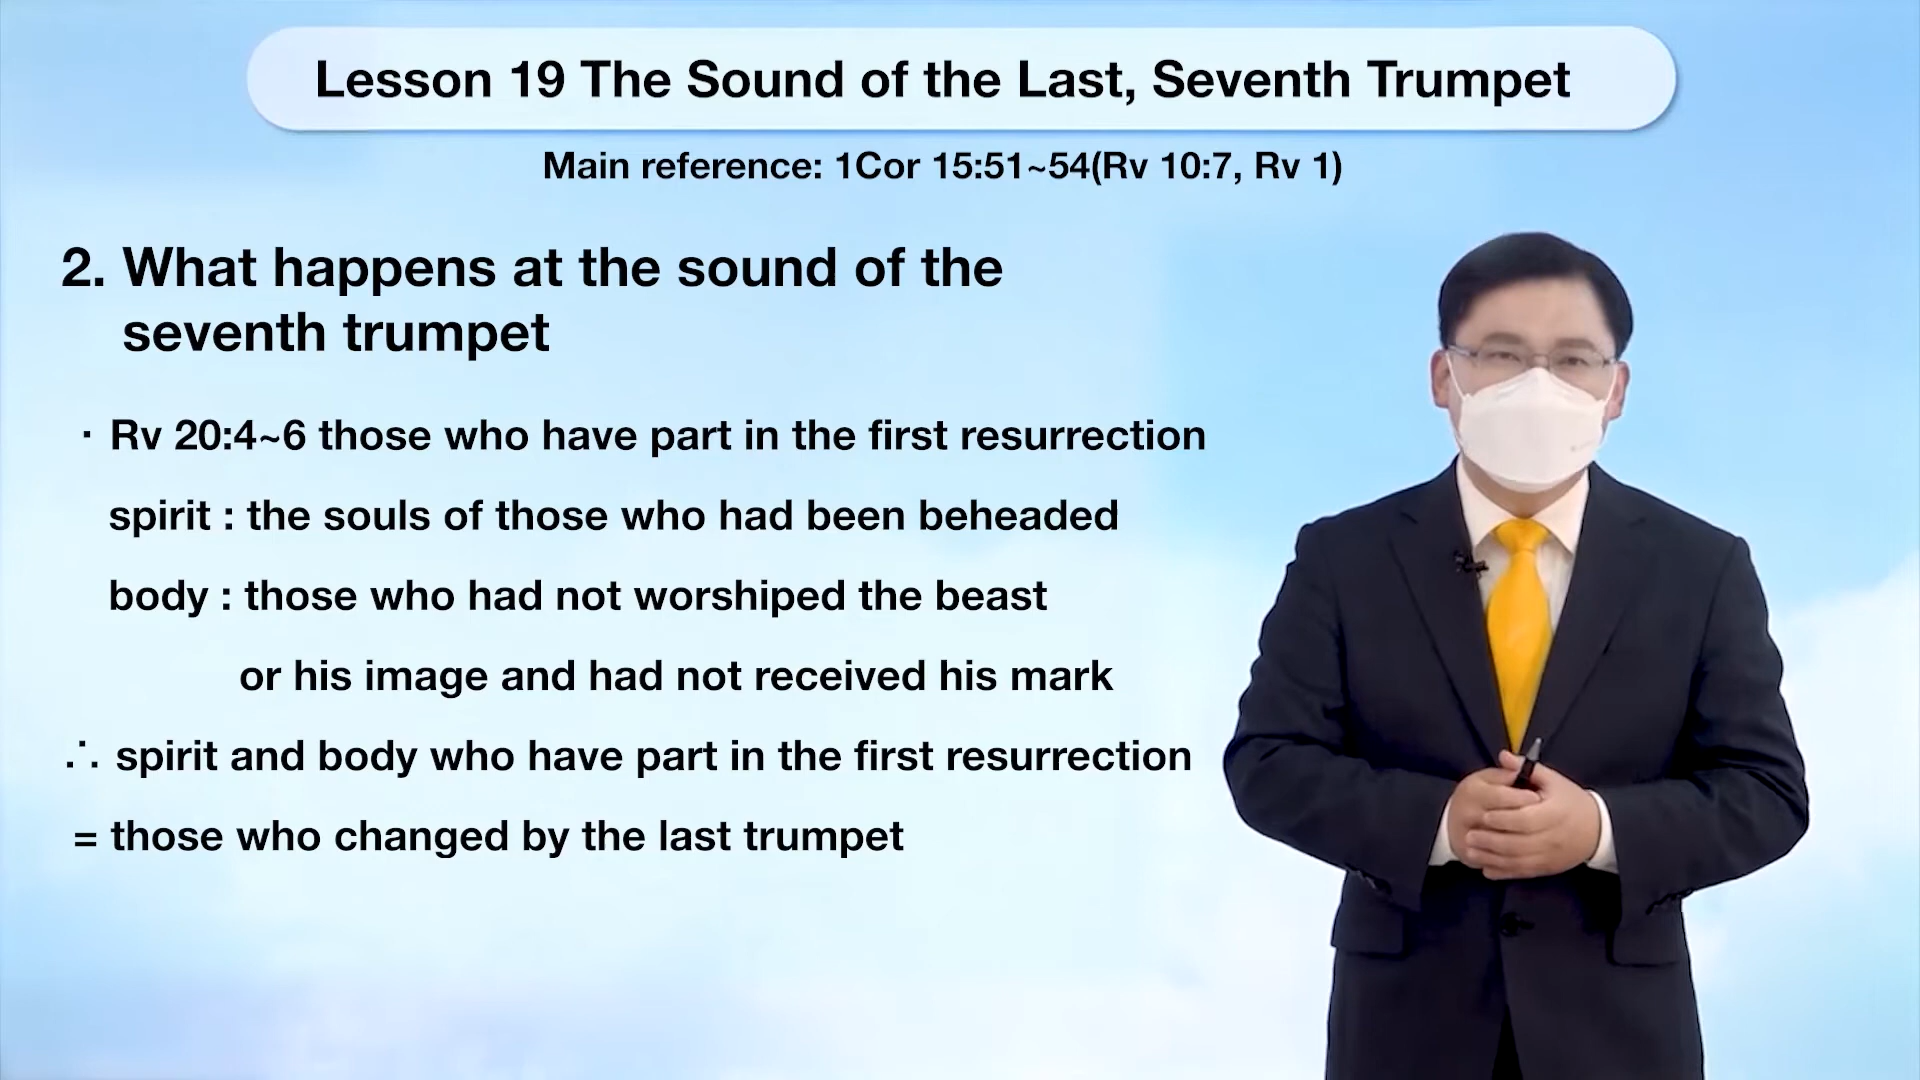 Lesson 19 The Sound of the Last, Seventh Trumpet
Main reference: 1Cor 15:51~54(Rv 10:7, Rv 1)
2. What happens at the sound of the
seventh trumpet
· Rv 20:4~6 those who have part in the first resurrection
spirit : the souls of those who had been beheaded
body : those who had not worshiped the beast
or his image and had not received his mark
∴ spirit and body who have part in the first resurrection
= those who changed by the last trumpet